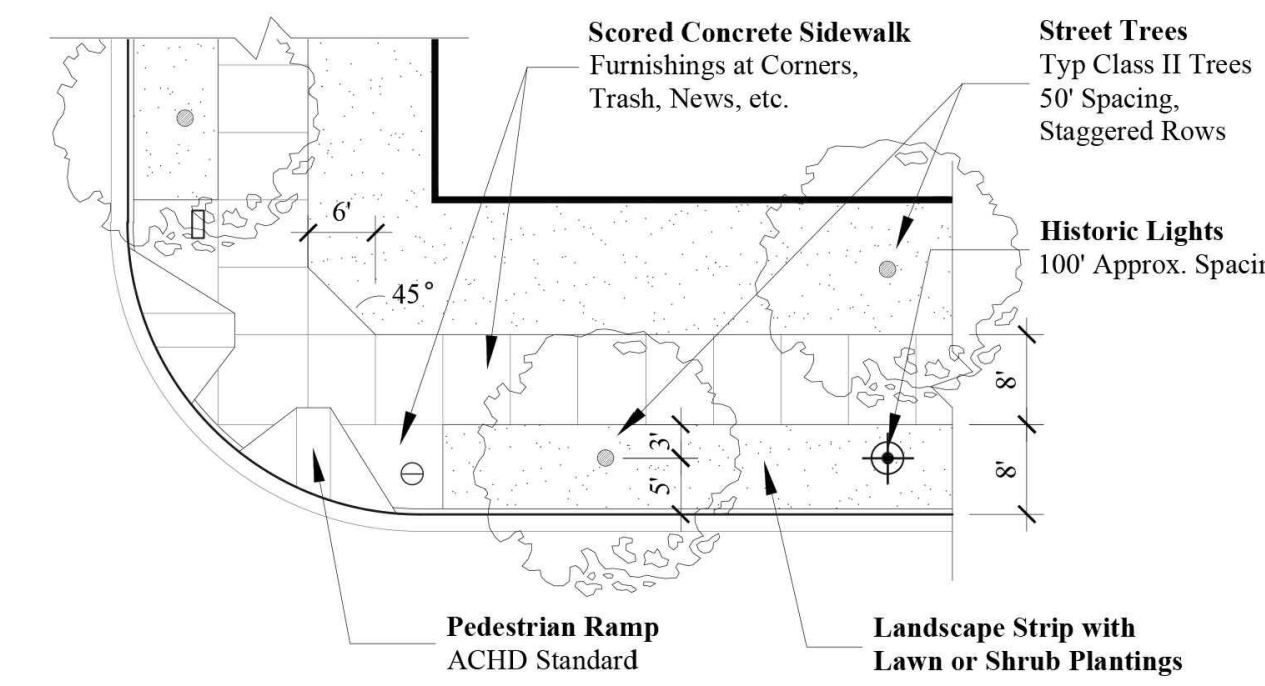 Scored Concrete Sidewalk
Furnishings at Corners,
Trash, News, etc.
Street Trees
Typ Class II Trees
50' Spacing,
Staggered Rows
6'
Historic Lights
100' Approx. Spacin
45°
8'
3'
8'
5'
Pedestrian Ramp
ACHD Standard
Landscape Strip with
Lawn or Shrub Plantings